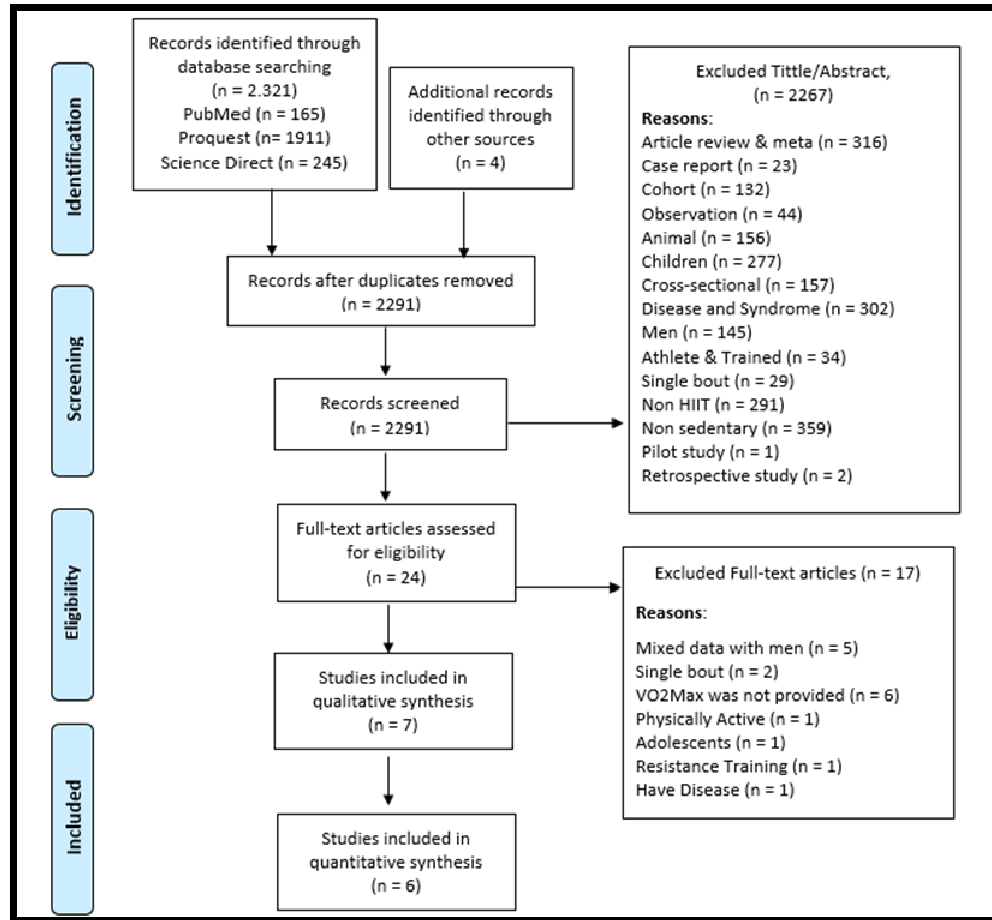 Identification
Records identified through
database searching
(n = 2.321)
PubMed (n = 165)
Proquest (n= 1911)
Science Direct (n = 245)
Additional records
identified through
other sources
(n = 4)
Records after duplicates removed
(n = 2291)
Screening
Records screened
(n = 2291)
Excluded Tittle/Abstract,
(n = 2267)
Reasons:
Article review & meta (n = 316)
Case report (n = 23)
Cohort (n = 132)
Observation (n = 44)
Animal (n = 156)
Children (n = 277)
Cross-sectional (n = 157)
Disease and Syndrome (n = 302)
Men (n = 145)
Athlete & Trained (n = 34)
Single bout (n = 29)
Non HIIT (n = 291)
Non sedentary (n = 359)
Pilot study (n = 1)
Retrospective study (n = 2)
Eligibility
Full-text articles assessed
for eligibility
(n = 24)
Excluded Full-text articles (n = 17)
Reasons:
Mixed data with men (n = 5)
Single bout (n = 2)
VO2Max was not provided (n = 6)
Physically Active (n = 1)
Adolescents (n = 1)
Resistance Training (n = 1)
Have Disease (n = 1)
Studies included in
qualitative synthesis
(n = 7)
Included
Studies included in
quantitative synthesis
(n = 6)